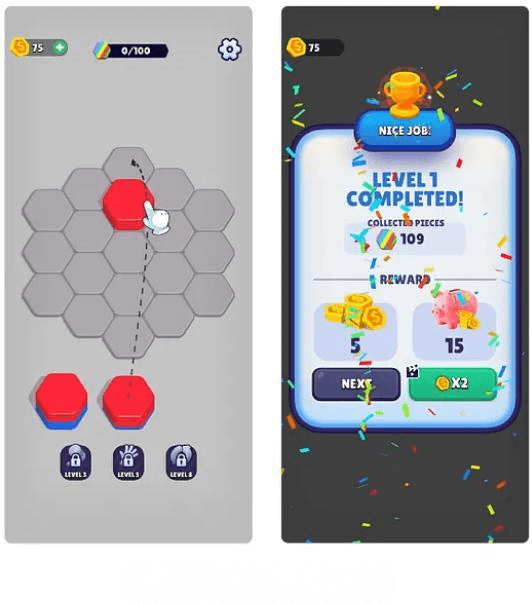 75
0/100
LEVEL 3
LEVEL 5
LEVEL 8
75
NICE JOB!
LEVEL 1
COMPLETED!
COLLECTED PIECES
109
REWARD
5
15
NEXT
X2